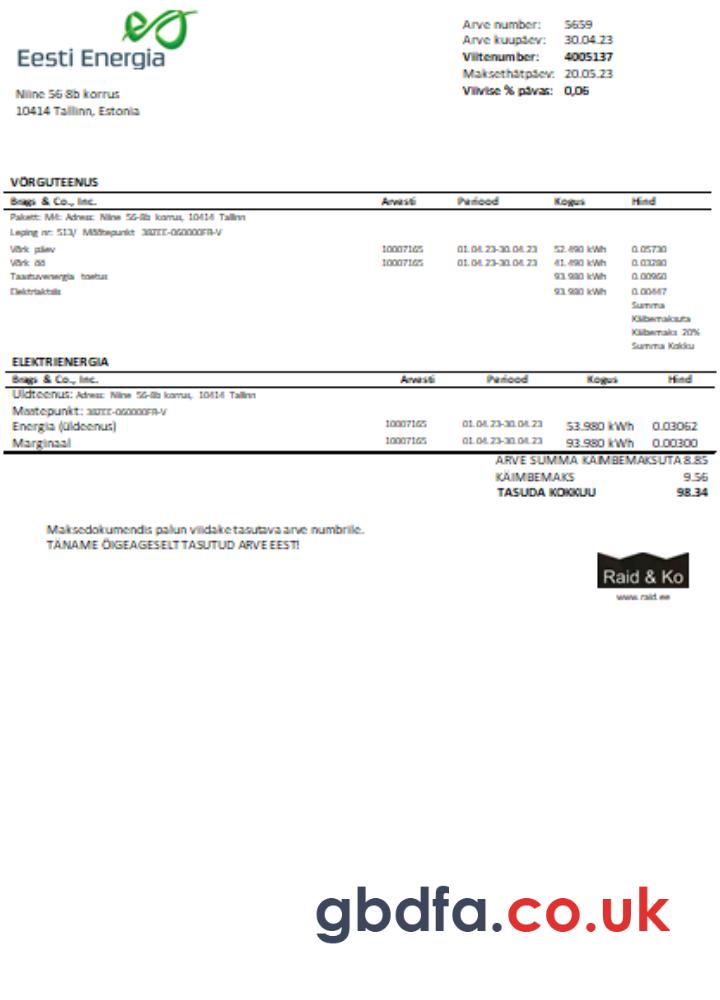 Eesti Energia
Niine 56 8b korrus
10414 Tallinn, Estonia
Arve number: 5659
Arve kuupäev: 30.04.23
Viitenumber: 4005137
Maksethätpäev: 20.05.23
Viivise % pävas: 0,06
VÕRGUTEENUS
Brags & Co., Inc. Arvesti Periood Kogus Hind
Pakett: M4: Adress: Niine 56-8b korrus, 10414 Tallinn
Leping nr: 513/ Mõõtepunkt 38ZEE-060000FR-V
Võrk päev 10007165 01.04.23-30.04.23 52.490 kWh 0.05730
Võrk öö 10007165 01.04.23-30.04.23 41.490 kWh 0.03280
Taastuvenergia toetus 93.980 kWh 0.00960
Elektriaktsiis 93.980 kWh 0.00447
Summa
Käibemaksuta
Käibemaks 20%
Summa Kokku
ELEKTRIENERGIA
Brags & Co., Inc. Arvesti Periood Kogus Hind
Üldteenus: Adress: Niine 56-8b korrus, 10414 Tallinn
Mõõtepunkt: 38ZEE-060000FR-V
Energia (üldeenus) 10007165 01.04.23-30.04.23 53.980 kWh 0.03062
Marginaal 10007165 01.04.23-30.04.23 93.980 kWh 0.00300
ARVE SUMMA KÄIMBEMAKSUTA 8.85
KÄIMBEMAKS 9.56
TASUDA KOKKUU 98.34
Maksedokumendis palun viidake tasutava arve numbrile.
TÄNAME ÕIGEAGESELT TASUTUD ARVE EEST!
Raid & Ko
www.raid.ee
gbdfa.co.uk